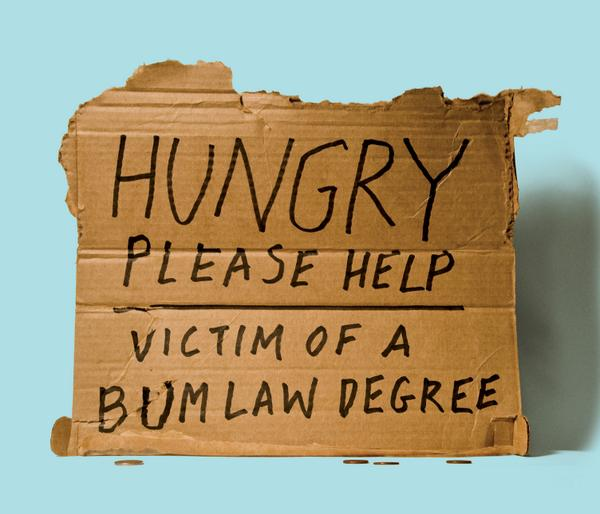 HUNGRY
PLEASE HELP
VICTIM OF A
BUM LAW DEGREE